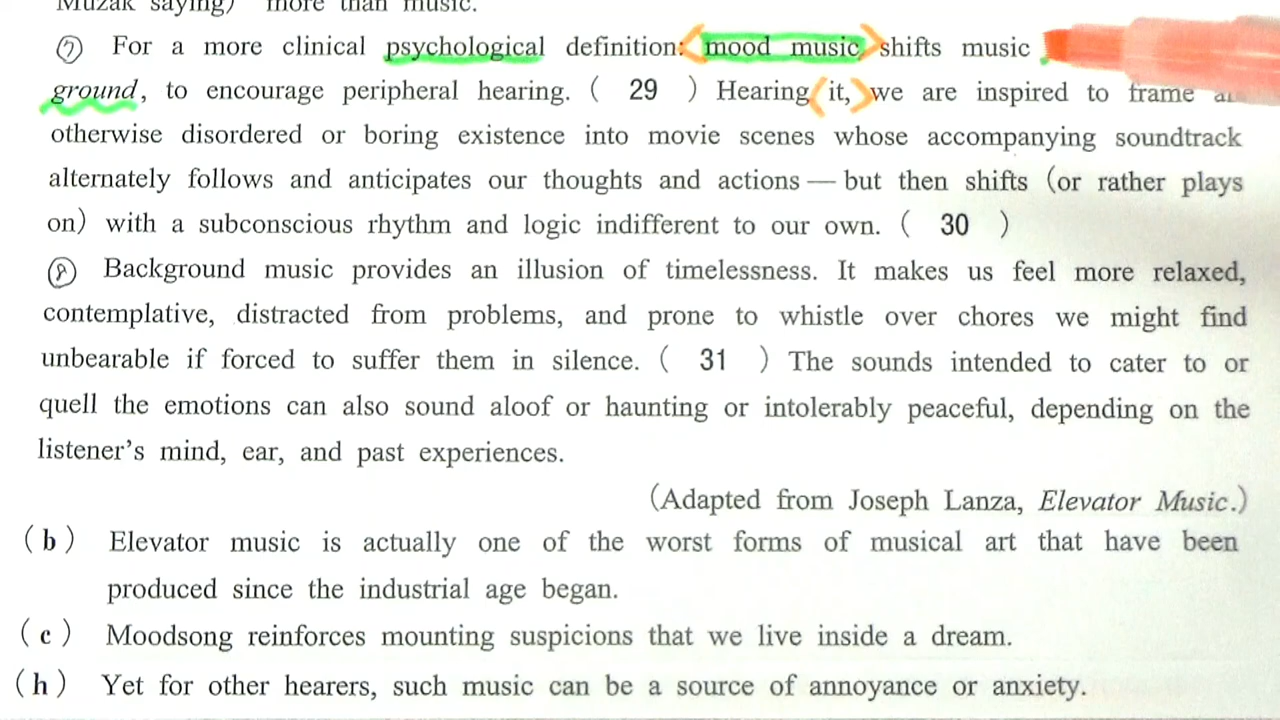 Muzak saying) more than music.
⑦ For a more clinical psychological definition: mood music shifts music
ground, to encourage peripheral hearing. ( 29 ) Hearing it, we are inspired to frame
otherwise disordered or boring existence into movie scenes whose accompanying soundtrack
alternately follows and anticipates our thoughts and actions — but then shifts (or rather plays
on) with a subconscious rhythm and logic indifferent to our own. ( 30 )
⑧ Background music provides an illusion of timelessness. It makes us feel more relaxed,
contemplative, distracted from problems, and prone to whistle over chores we might find
unbearable if forced to suffer them in silence. ( 31 ) The sounds intended to cater to or
quell the emotions can also sound aloof or haunting or intolerably peaceful, depending on the
listener's mind, ear, and past experiences.
(Adapted from Joseph Lanza, Elevator Music.)
(b) Elevator music is actually one of the worst forms of musical art that have been
produced since the industrial age began.
(c) Moodsong reinforces mounting suspicions that we live inside a dream.
(h) Yet for other hearers, such music can be a source of annoyance or anxiety.